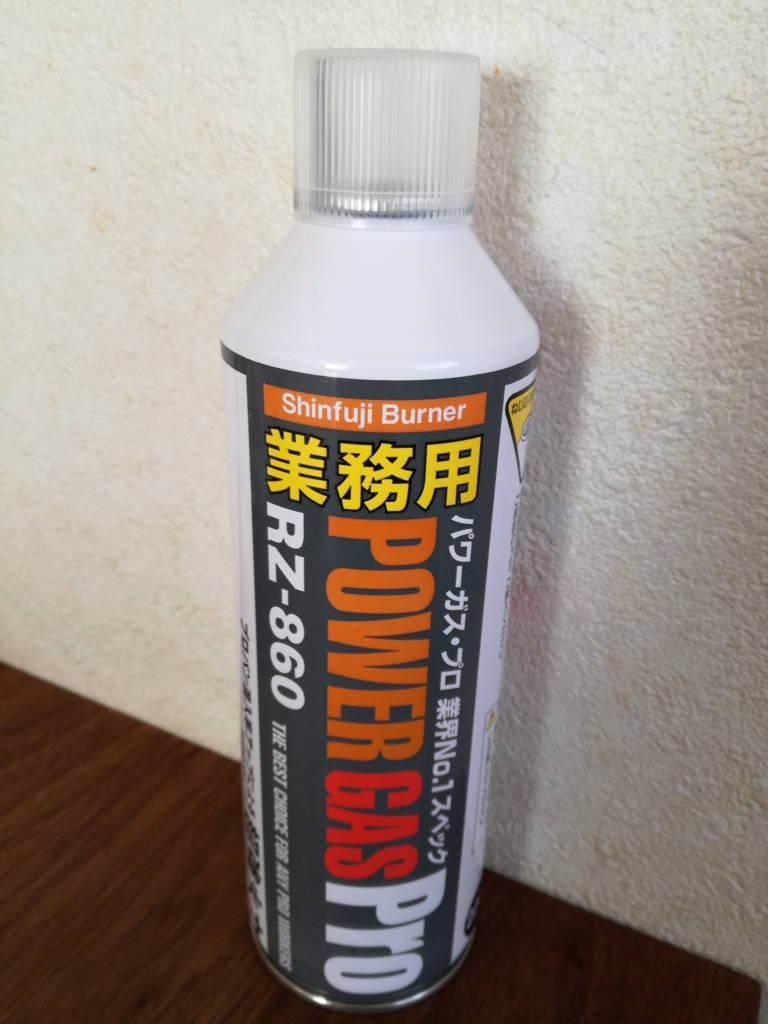 Shinfuji Burner
業務用
パワーガス・プロ 業界No.1スペック
POWER GAS Pro
RZ-860
THE BEST CHOICE FOR ANY PRO WORKERS